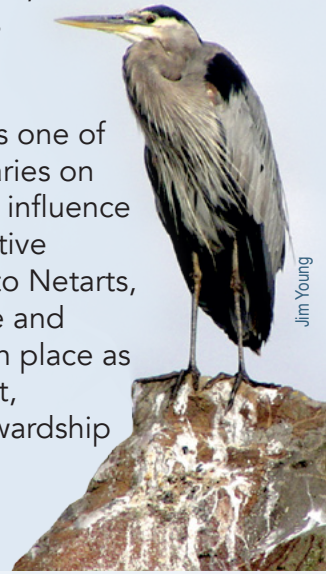 s one of
aries on
influence
tive
to Netarts,
e and
n place as
t,
wardship
Jim Young